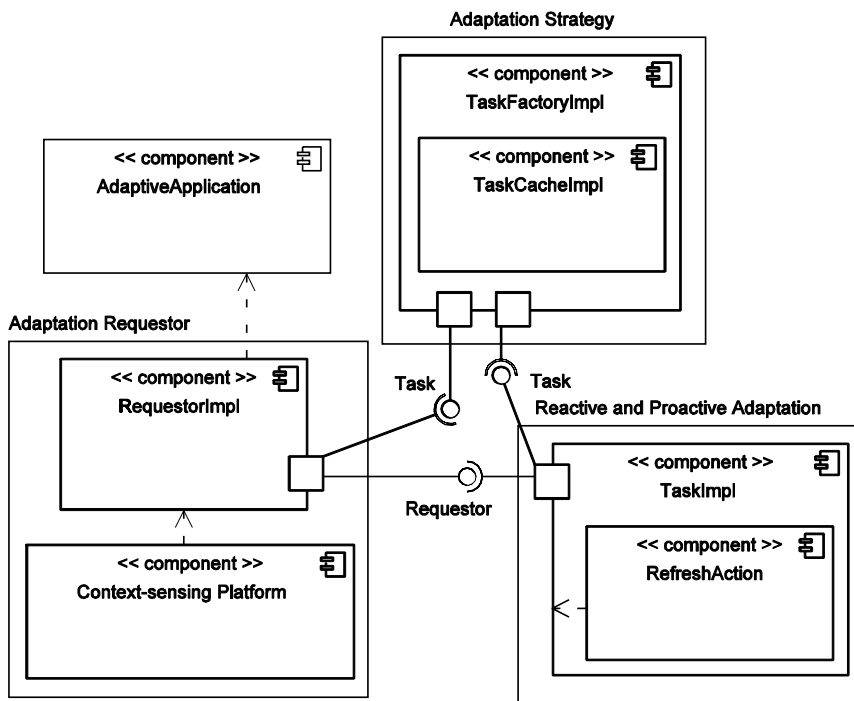 Adaptation Strategy
<< component >>
TaskFactoryImpl
<< component >>
TaskCacheImpl
<< component >>
AdaptiveApplication
Adaptation Requestor
<< component >>
RequestorImpl
Task
Task
Reactive and Proactive Adaptation
Requestor
<< component >>
TaskImpl
<< component >>
RefreshAction
<< component >>
Context-sensing Platform